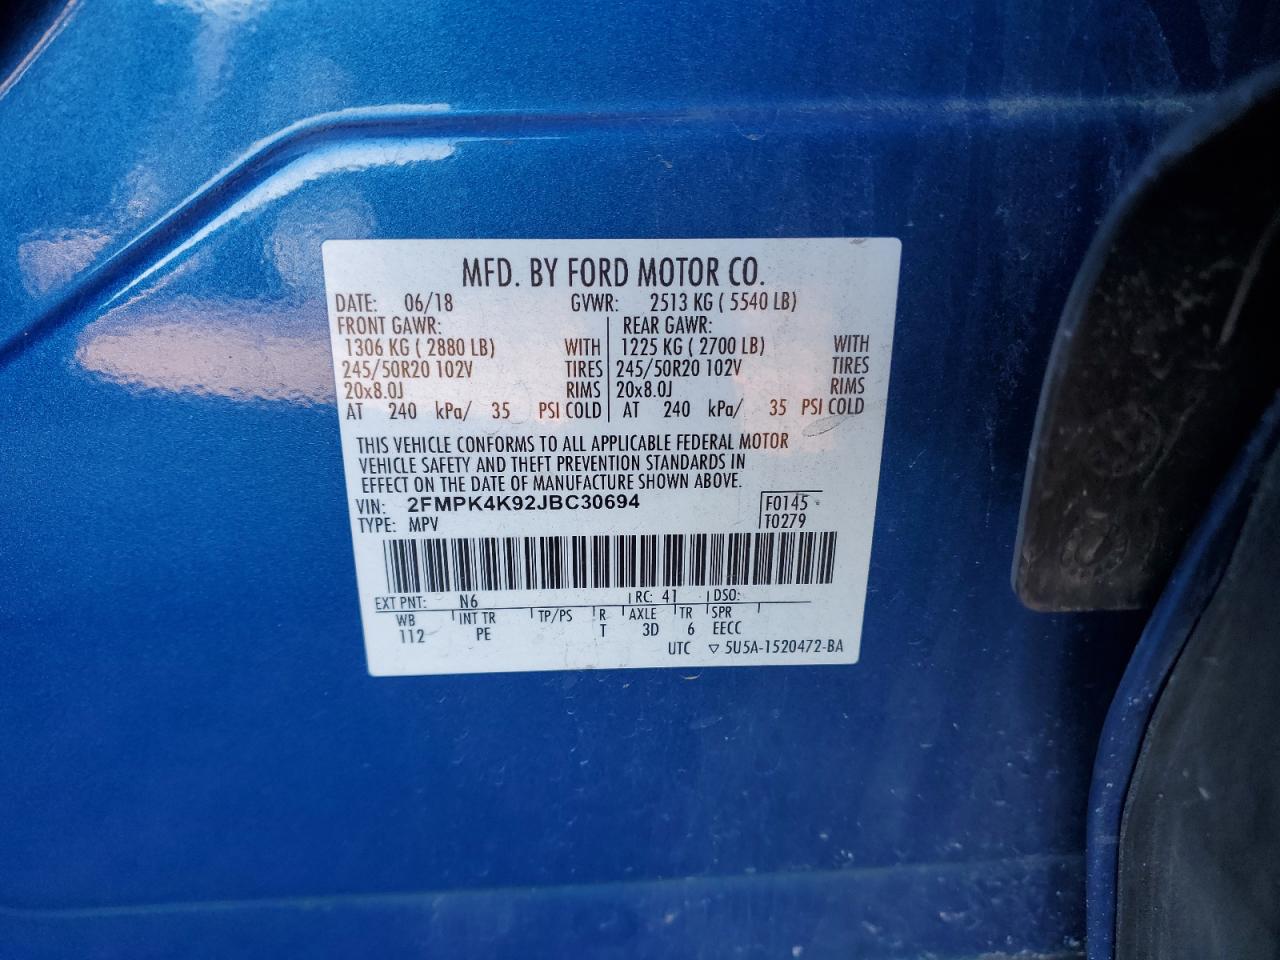 MFD. BY FORD MOTOR CO.
DATE: 06/18 GVWR: 2513 KG ( 5540 LB)
FRONT GAWR: REAR GAWR:
1306 KG ( 2880 LB) WITH 1225 KG ( 2700 LB) WITH
245/50R20 102V TIRES 245/50R20 102V TIRES
20x8.0J RIMS 20x8.0J RIMS
AT 240 kPa/ 35 PSI COLD AT 240 kPa/ 35 PSI COLD
THIS VEHICLE CONFORMS TO ALL APPLICABLE FEDERAL MOTOR
VEHICLE SAFETY AND THEFT PREVENTION STANDARDS IN
EFFECT ON THE DATE OF MANUFACTURE SHOWN ABOVE.
VIN: 2FMPK4K92JBC30694 F0145
TYPE: MPV T0279
EXT PNT: N6 RC: 41 DSO:
WB INT TR TP/PS R AXLE TR SPR
112 PE T 3D 6 EECC
UTC ▽ 5U5A-1520472-BA